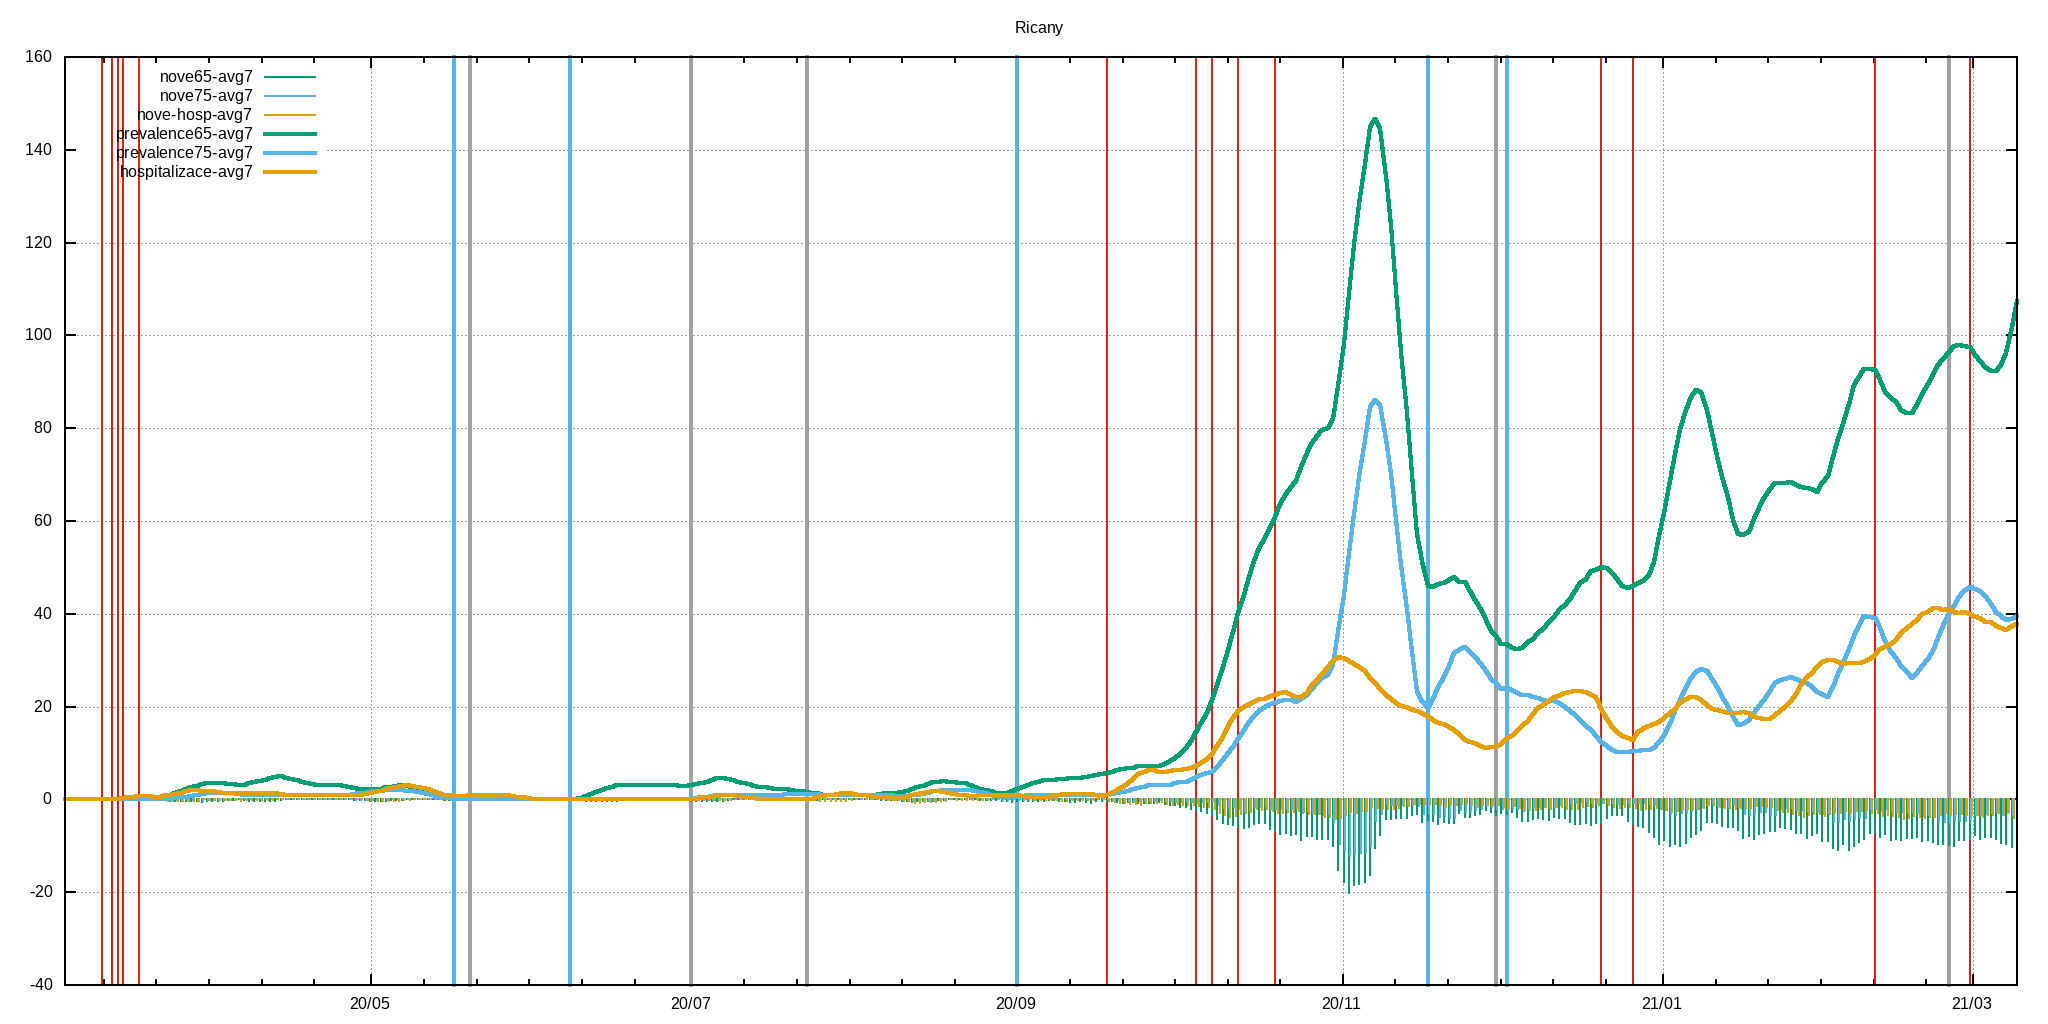 Ricany
160
140
120
100
80
60
40
20
0
-20
-40
nove65-avg7
nove75-avg7
nove-hosp-avg7
prevalence65-avg7
prevalence75-avg7
hospitalizace-avg7
20/05 20/07 20/09 20/11 21/01 21/03